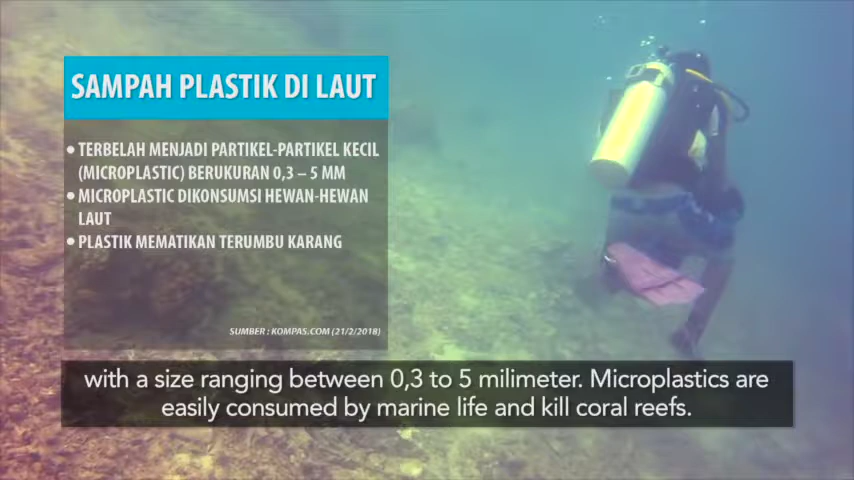 SAMPAH PLASTIK DI LAUT
• TERBELAH MENJADI PARTIKEL-PARTIKEL KECIL
(MICROPLASTIC) BERUKURAN 0,3 – 5 MM
• MICROPLASTIC DIKONSUMSI HEWAN-HEWAN
LAUT
• PLASTIK MEMATIKAN TERUMBU KARANG
SUMBER : KOMPAS.COM (21/2/2018)
with a size ranging between 0,3 to 5 milimeter. Microplastics are
easily consumed by marine life and kill coral reefs.